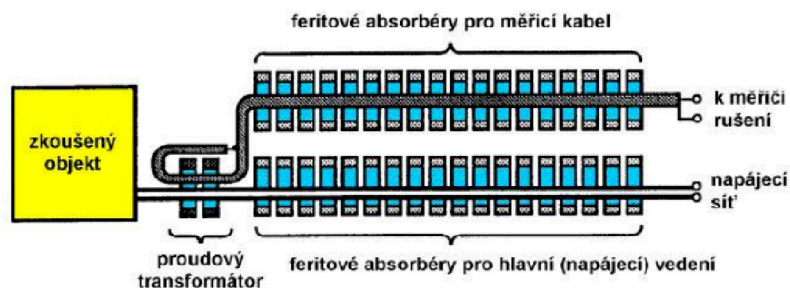 feritové absorbéry pro měřicí kabel
zkoušený
objekt
k měřiči
rušení
napájecí
síť
proudový
transformátor
feritové absorbéry pro hlavní (napájecí) vedení